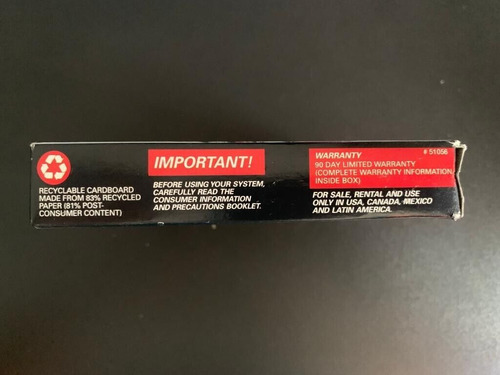 RECYCLABLE CARDBOARD
MADE FROM 83% RECYCLED
PAPER (81% POST-
CONSUMER CONTENT)
IMPORTANT!
BEFORE USING YOUR SYSTEM,
CAREFULLY READ THE
CONSUMER INFORMATION
AND PRECAUTIONS BOOKLET.
WARRANTY # 51056
90 DAY LIMITED WARRANTY
(COMPLETE WARRANTY INFORMATION
INSIDE BOX)
FOR SALE, RENTAL AND USE
ONLY IN USA, CANADA, MEXICO
AND LATIN AMERICA.